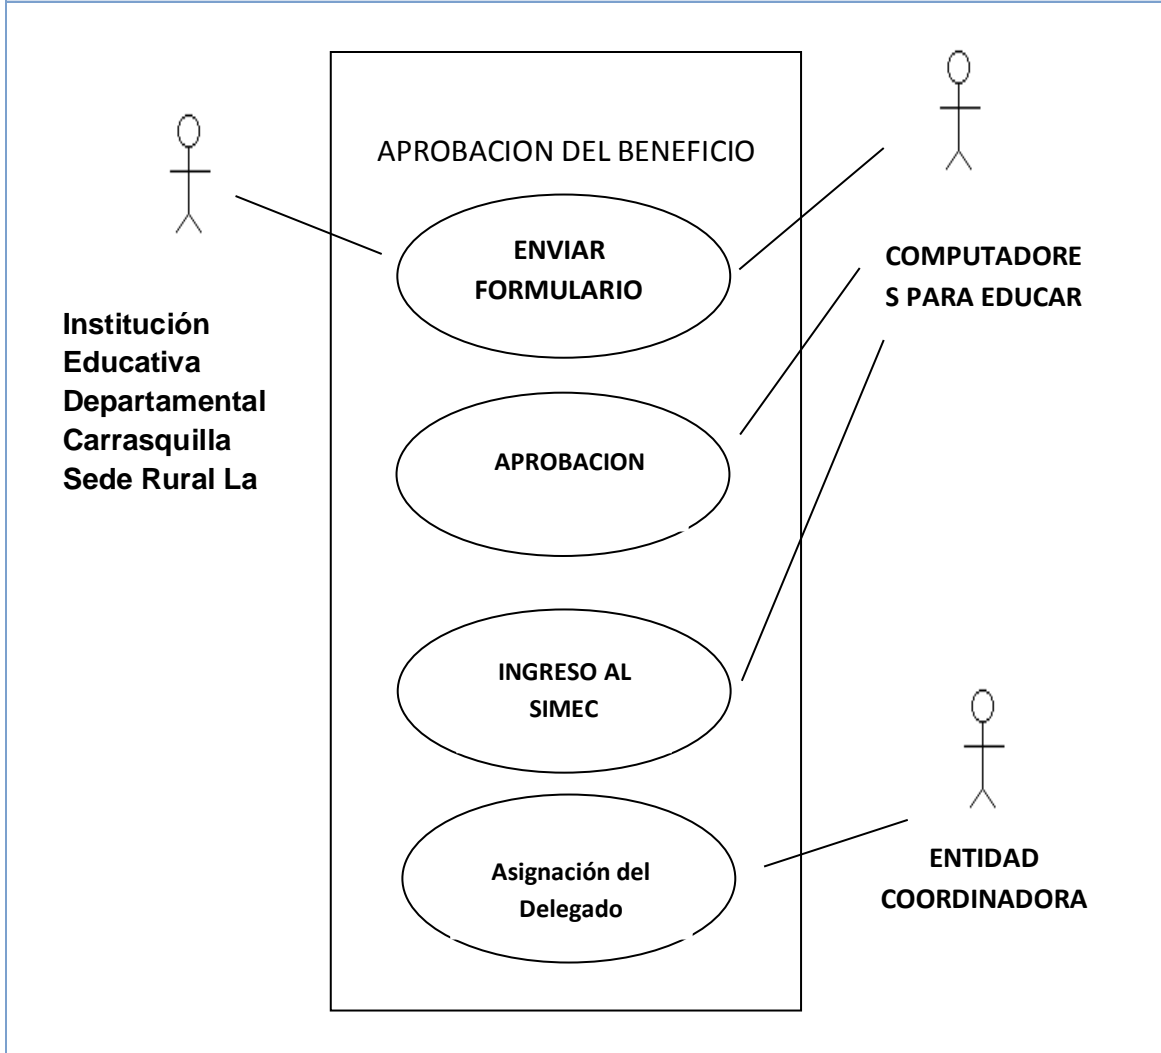 APROBACION DEL BENEFICIO
ENVIAR
FORMULARIO
COMPUTADORE
S PARA EDUCAR
Institución
Educativa
Departamental
Carrasquilla
Sede Rural La
APROBACION
INGRESO AL
SIMEC
Asignación del
Delegado
ENTIDAD
COORDINADORA